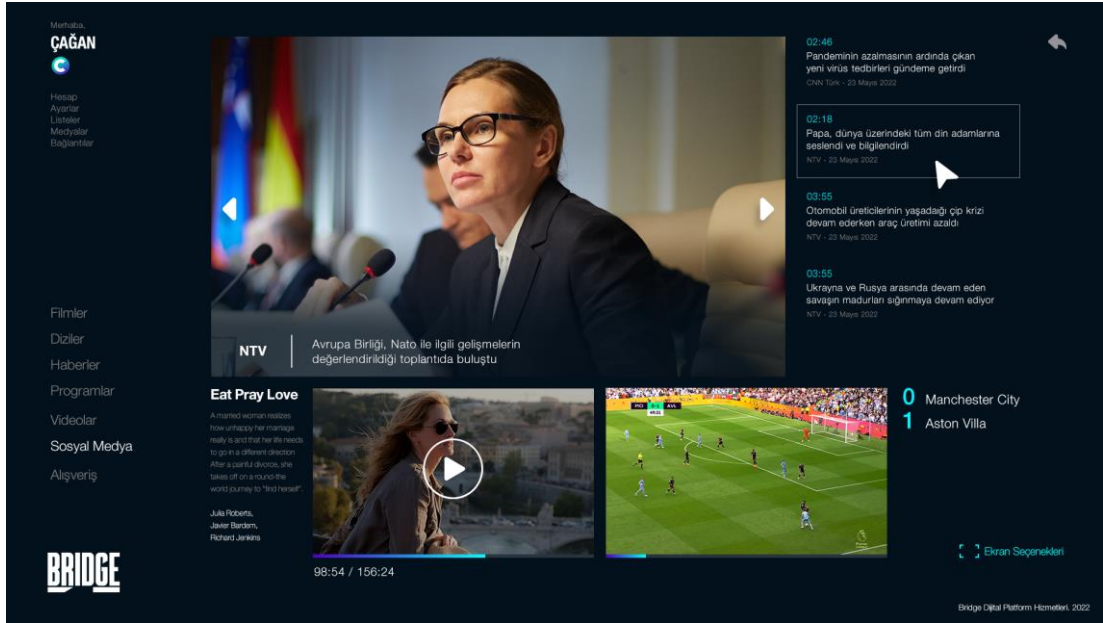 Merhaba,
ÇAĞAN
C
Hesap
Ayarlar
Listeler
Medyalar
Bağlantılar
Filmler
Diziler
Haberler
Programlar
Videolar
Sosyal Medya
Alışveriş
BRIDGE
NTV
Avrupa Birliği, Nato ile ilgili gelişmelerin
değerlendirildiği toplantıda buluştu
02:46
Pandeminin azalmasının ardında çıkan
yeni virüs tedbirleri gündeme getirdi
CNN Türk - 23 Mayıs 2022
02:18
Papa, dünya üzerindeki tüm din adamlarına
seslendi ve bilgilendirdi
NTV - 23 Mayıs 2022
03:55
Otomobil üreticilerinin yaşadağı çip krizi
devam ederken araç üretimi azaldı
NTV - 23 Mayıs 2022
03:55
Ukrayna ve Rusya arasında devam eden
savaşın madurları sığınmaya devam ediyor
NTV - 23 Mayıs 2022
Eat Pray Love
A married woman realizes
how unhappy her marriage
really is and that her life needs
to go in a different direction
After a painful divorce, she
takes off on a round-the
world journey to "find herself".
Julia Roberts,
Javier Bardem,
Richard Jenkins
98:54 / 156:24
MCI 0-1 AVL
0 Manchester City
1 Aston Villa
Ekran Seçenekleri
Bridge Dijital Platform Hizmetleri. 2022